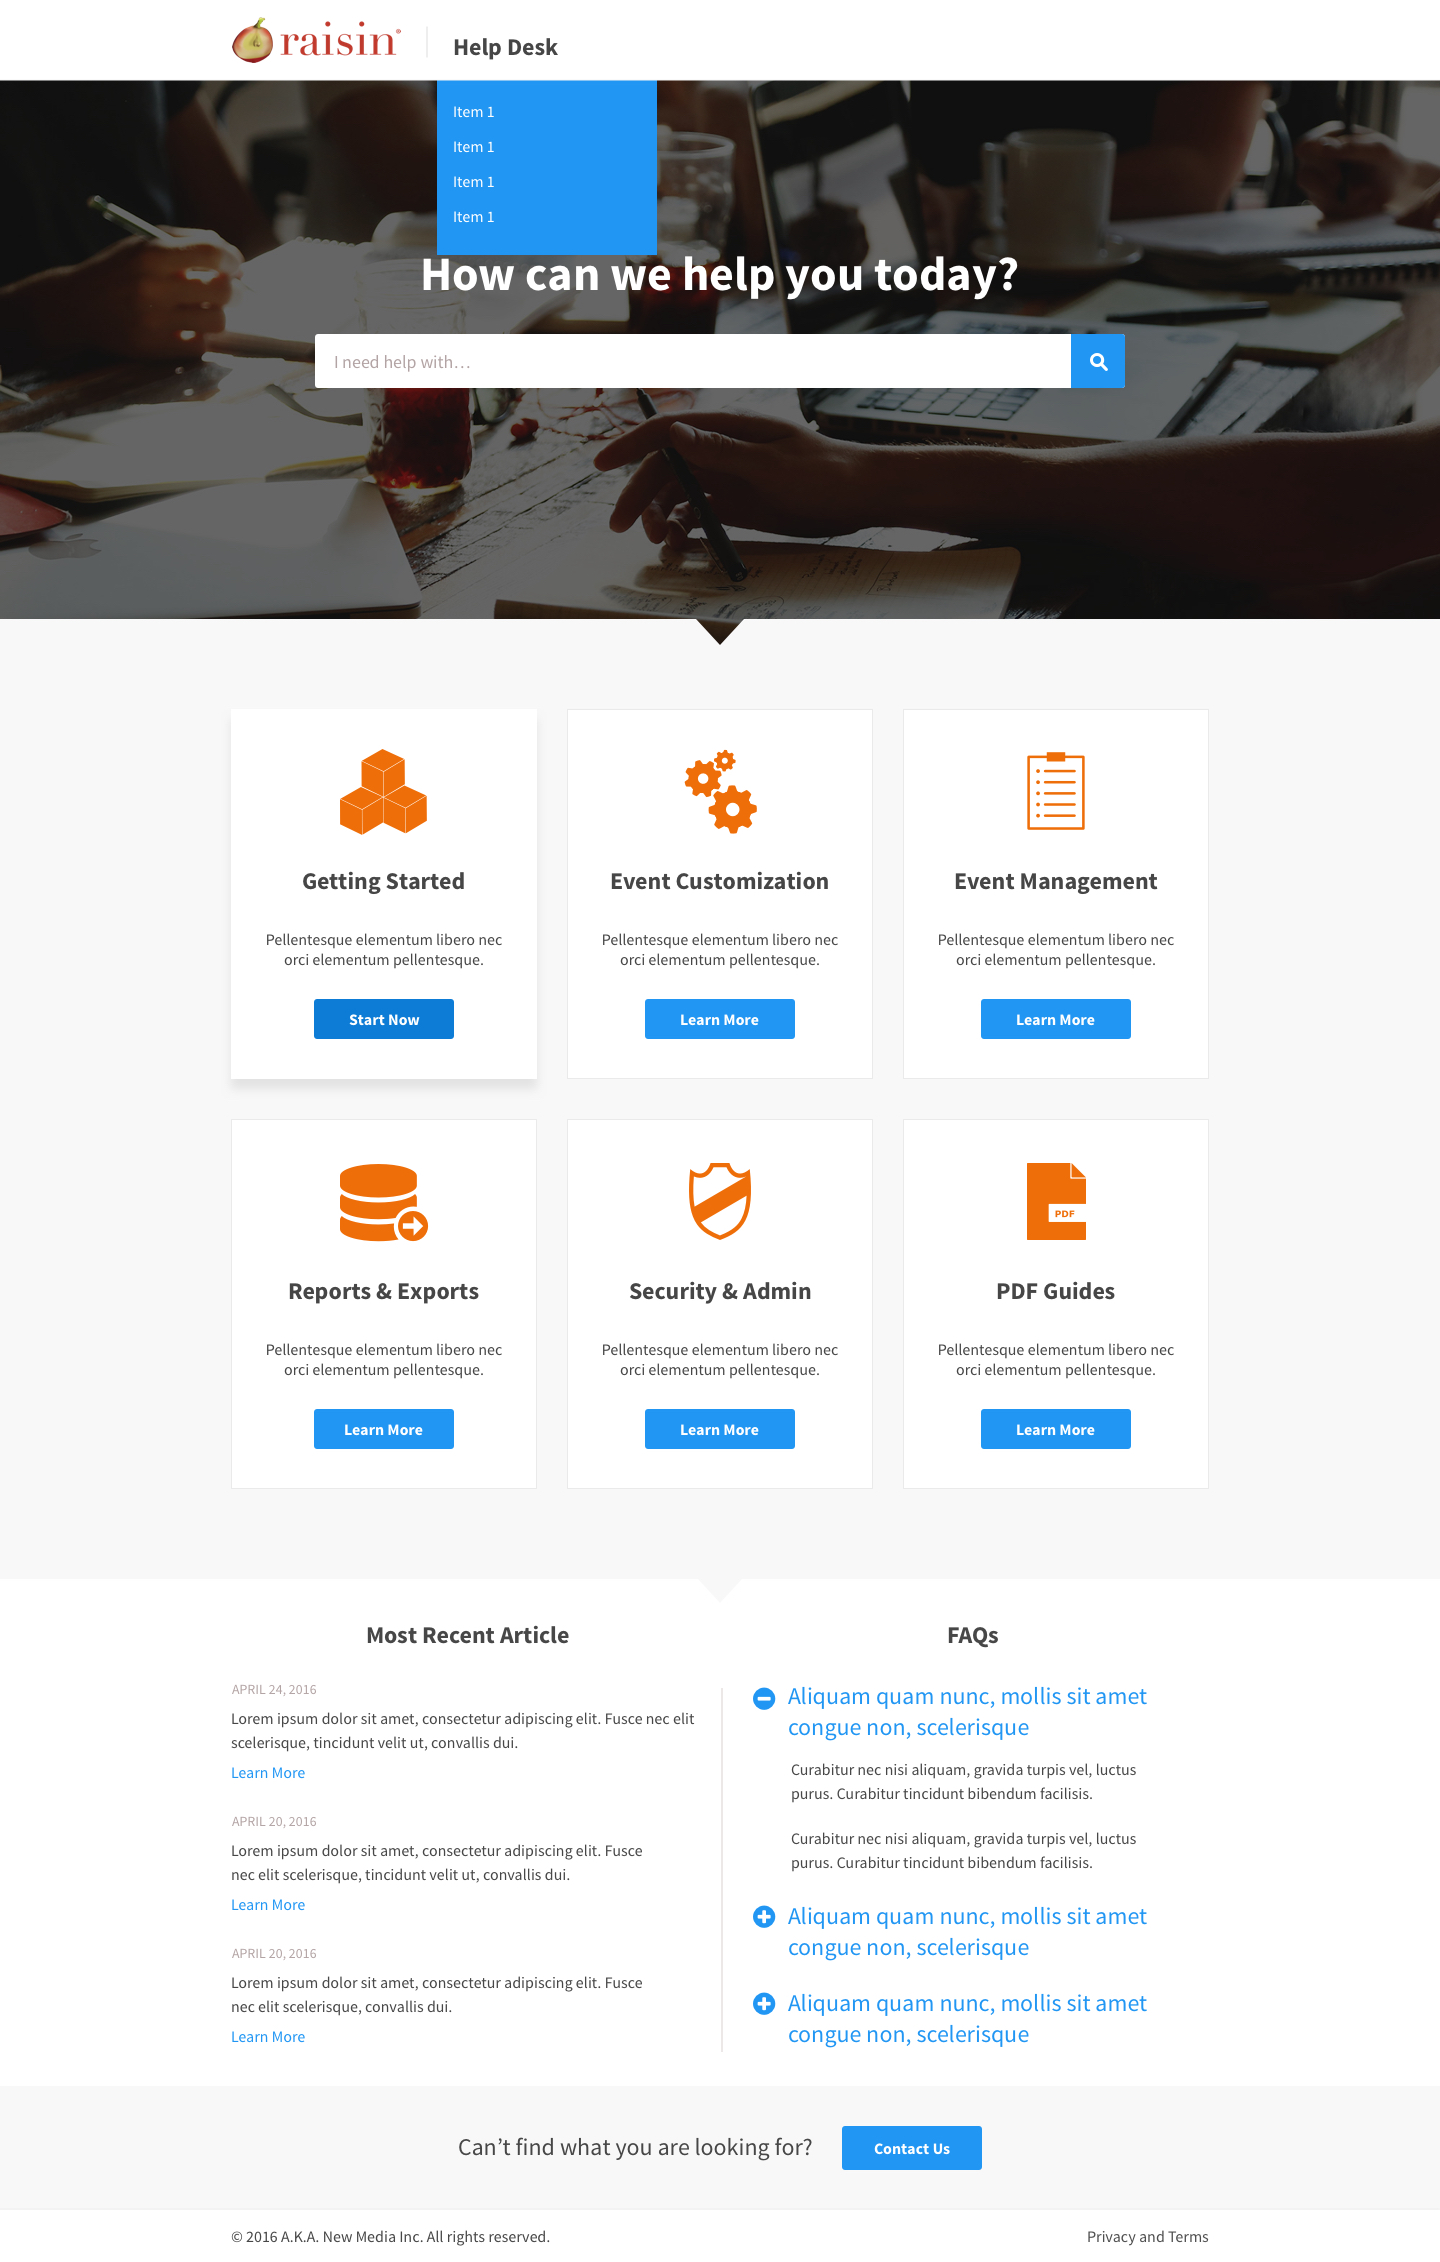 raisin®
Help Desk
Item 1
Item 1
Item 1
Item 1
How can we help you today?
I need help with…
Getting Started
Pellentesque elementum libero nec
orci elementum pellentesque.
Start Now
Event Customization
Pellentesque elementum libero nec
orci elementum pellentesque.
Learn More
Event Management
Pellentesque elementum libero nec
orci elementum pellentesque.
Learn More
Reports & Exports
Pellentesque elementum libero nec
orci elementum pellentesque.
Learn More
Security & Admin
Pellentesque elementum libero nec
orci elementum pellentesque.
Learn More
PDF
PDF Guides
Pellentesque elementum libero nec
orci elementum pellentesque.
Learn More
Most Recent Article
APRIL 24, 2016
Lorem ipsum dolor sit amet, consectetur adipiscing elit. Fusce nec elit
scelerisque, tincidunt velit ut, convallis dui.
Learn More
APRIL 20, 2016
Lorem ipsum dolor sit amet, consectetur adipiscing elit. Fusce
nec elit scelerisque, tincidunt velit ut, convallis dui.
Learn More
APRIL 20, 2016
Lorem ipsum dolor sit amet, consectetur adipiscing elit. Fusce
nec elit scelerisque, convallis dui.
Learn More
FAQs
Aliquam quam nunc, mollis sit amet
congue non, scelerisque
Curabitur nec nisi aliquam, gravida turpis vel, luctus
purus. Curabitur tincidunt bibendum facilisis.
Curabitur nec nisi aliquam, gravida turpis vel, luctus
purus. Curabitur tincidunt bibendum facilisis.
Aliquam quam nunc, mollis sit amet
congue non, scelerisque
Aliquam quam nunc, mollis sit amet
congue non, scelerisque
Can’t find what you are looking for?
Contact Us
© 2016 A.K.A. New Media Inc. All rights reserved.
Privacy and Terms